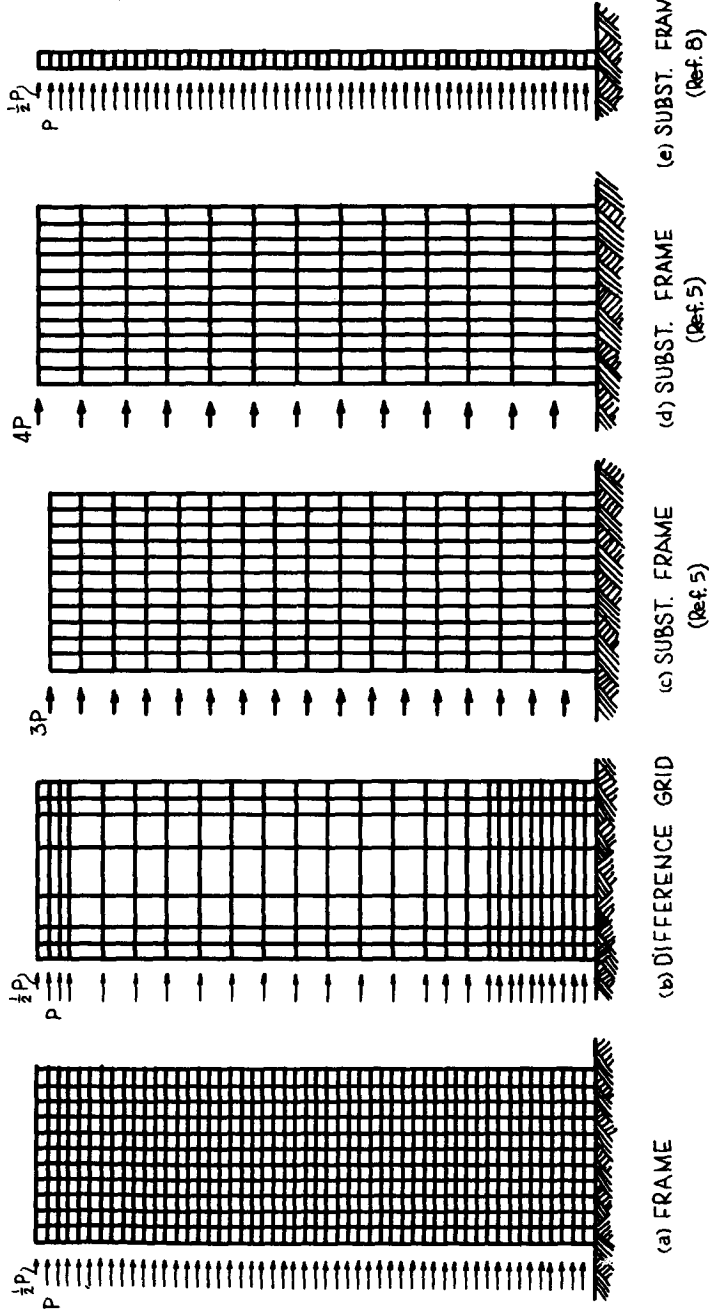 ½P
P
(a) FRAME
½P
P
(b) DIFFERENCE GRID
3P
(c) SUBST. FRAME
(Ref. 5)
4P
(d) SUBST. FRAME
(Ref. 5)
½P
P
(e) SUBST. FRAM
(Ref. 8)